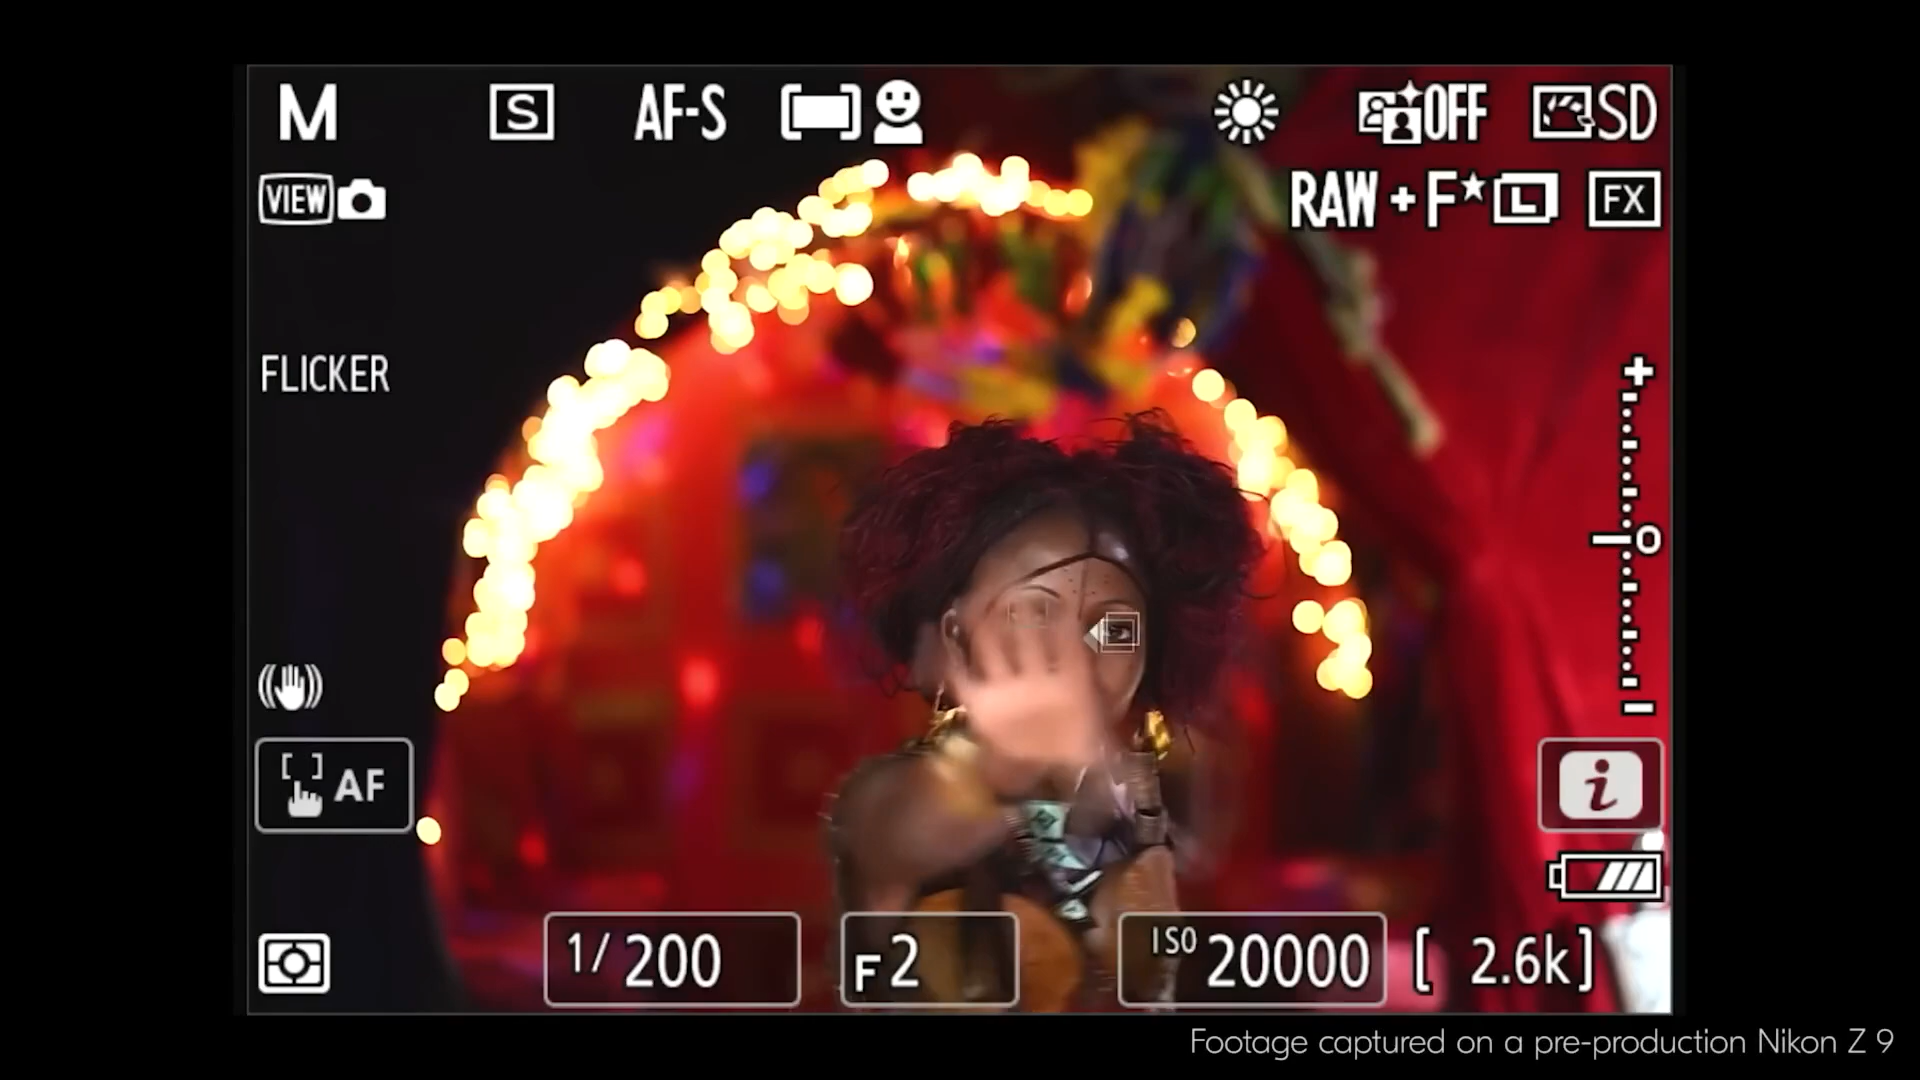 M S AF-S OFF SD
VIEW RAW + F★ L FX
FLICKER
+
0
-
AF i
1/200 F2 ISO 20000 [ 2.6k]
Footage captured on a pre-production Nikon Z 9